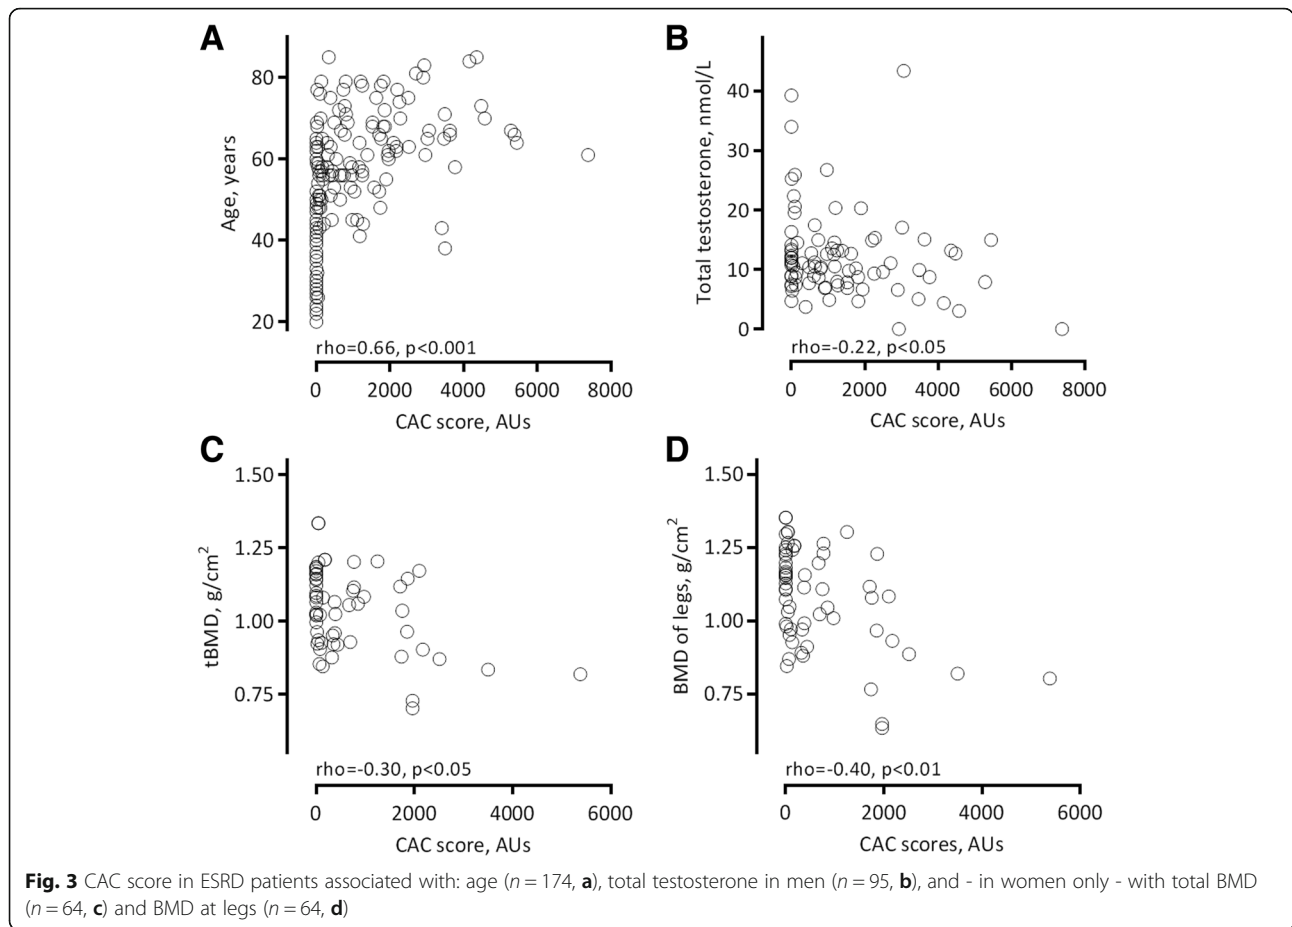 A
80
60
40
20
Age, years
rho=0.66, p<0.001
0 2000 4000 6000 8000
CAC score, AUs
B
40
30
20
10
0
Total testosterone, nmol/L
rho=-0.22, p<0.05
0 2000 4000 6000 8000
CAC score, AUs
C
1.50
1.25
1.00
0.75
tBMD, g/cm²
rho=-0.30, p<0.05
0 2000 4000 6000
CAC score, AUs
D
1.50
1.25
1.00
0.75
BMD of legs, g/cm²
rho=-0.40, p<0.01
0 2000 4000 6000
CAC scores, AUs
Fig. 3 CAC score in ESRD patients associated with: age (n = 174, a), total testosterone in men (n = 95, b), and - in women only - with total BMD
(n = 64, c) and BMD at legs (n = 64, d)